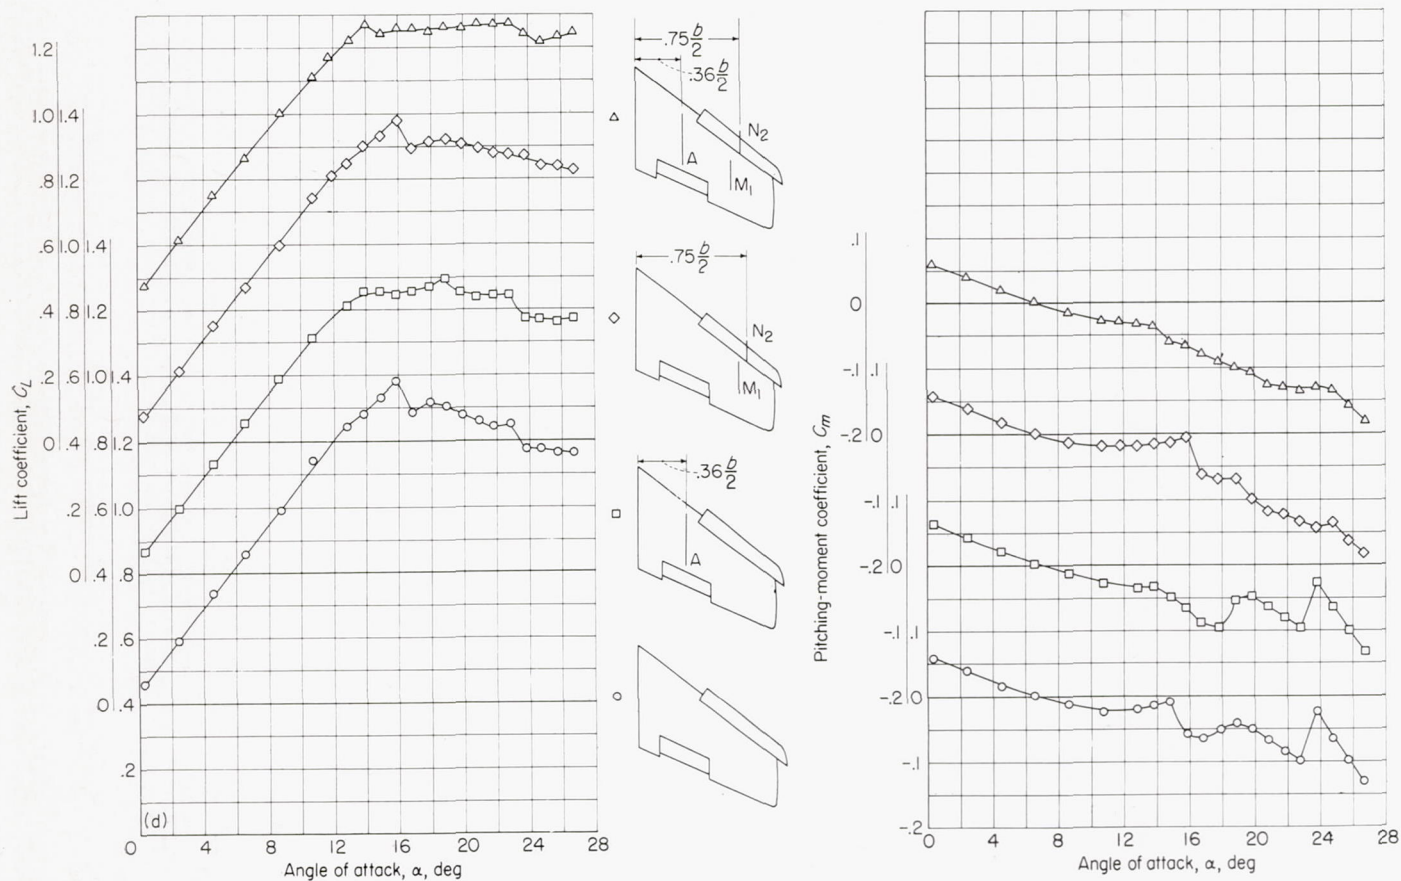 1.2
1.0 1.4 .75 b/2
.36 b/2
N2
A
M1
.8 1.2
.6 1.0 1.4 .75 b/2
.1
0
.4 .8 1.2
N2
M1
-.1 .1
.2 .6 1.0 1.4
-.2 0
0 .4 .8 1.2 .36 b/2
A
-.1 .1
.2 .6 1.0
-.2 0
0 .4 .8
-.1 .1
.2 .6
-.2 0
0 .4
-.1
.2
-.2
Lift coefficient, CL
Pitching-moment coefficient, Cm
(d)
0 4 8 12 16 20 24 28
Angle of attack, α, deg
0 4 8 12 16 20 24 28
Angle of attack, α, deg